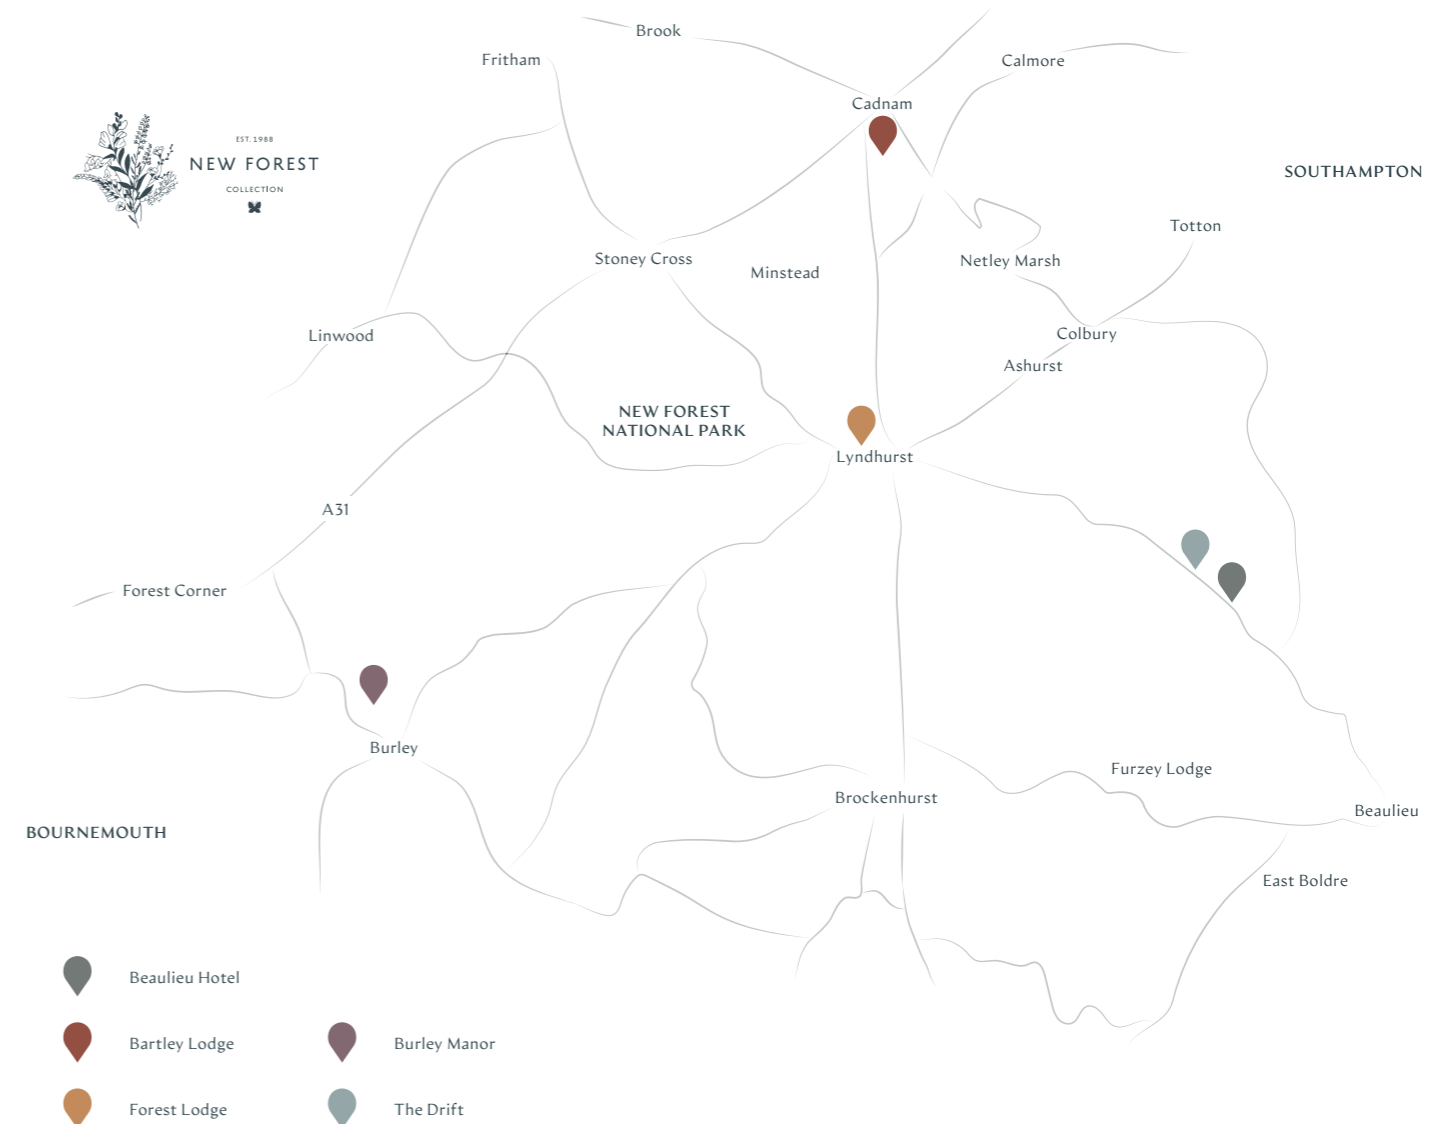 Brook
Fritham
Calmore
Cadnam
EST. 1988
NEW FOREST
COLLECTION
SOUTHAMPTON
Totton
Stoney Cross
Minstead
Netley Marsh
Linwood
Colbury
Ashurst
NEW FOREST
NATIONAL PARK
Lyndhurst
A31
Forest Corner
Burley
Furzey Lodge
Brockenhurst
Beaulieu
BOURNEMOUTH
East Boldre
Beaulieu Hotel
Bartley Lodge
Burley Manor
Forest Lodge
The Drift